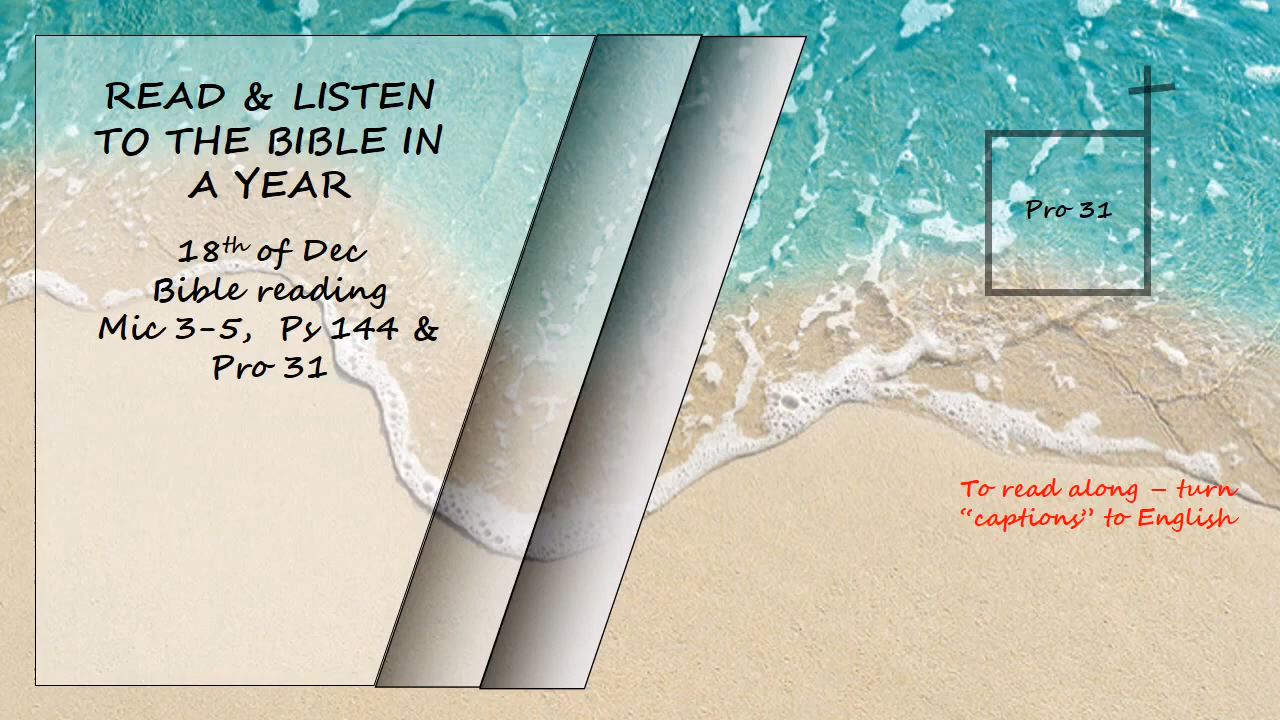 READ & LISTEN
TO THE BIBLE IN
A YEAR
18th of Dec
Bible reading
Mic 3-5, Ps 144 &
Pro 31
Pro 31
To read along – turn
“captions” to English